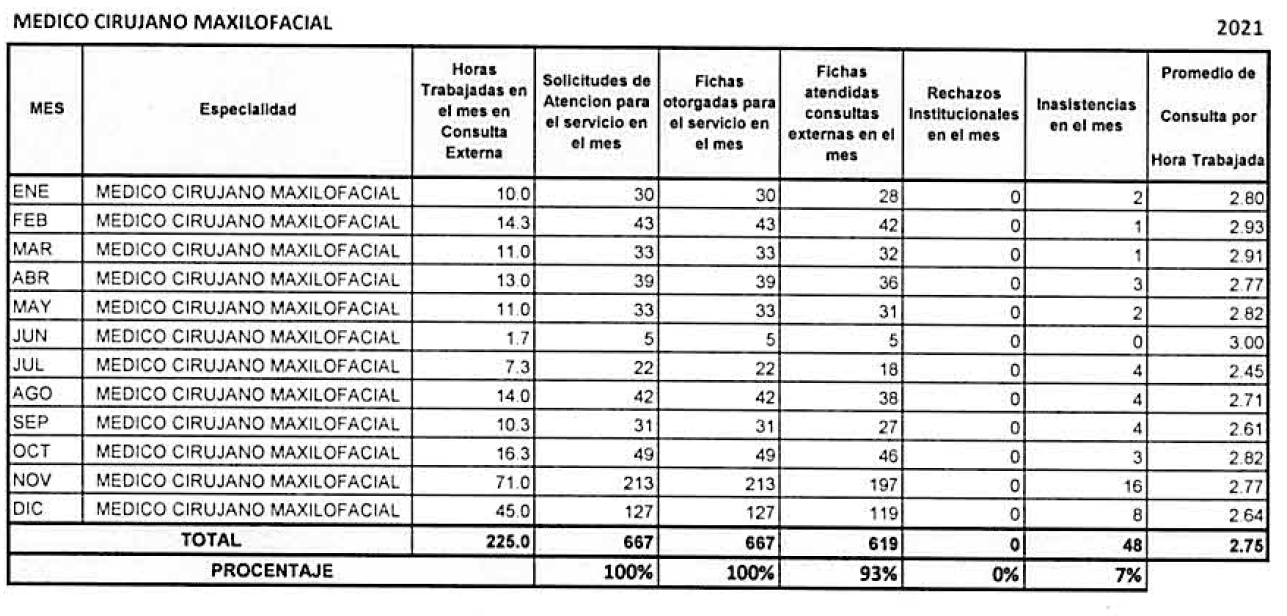 MEDICO CIRUJANO MAXILOFACIAL
2021
MES Especialidad Horas Trabajadas en el mes en Consulta Externa Solicitudes de Atencion para el servicio en el mes Fichas otorgadas para el servicio en el mes Fichas atendidas consultas externas en el mes Rechazos Institucionales en el mes Inasistencias en el mes Promedio de Consulta por Hora Trabajada
ENE MEDICO CIRUJANO MAXILOFACIAL 10.0 30 30 28 0 2 2.80
FEB MEDICO CIRUJANO MAXILOFACIAL 14.3 43 43 42 0 1 2.93
MAR MEDICO CIRUJANO MAXILOFACIAL 11.0 33 33 32 0 1 2.91
ABR MEDICO CIRUJANO MAXILOFACIAL 13.0 39 39 36 0 3 2.77
MAY MEDICO CIRUJANO MAXILOFACIAL 11.0 33 33 31 0 2 2.82
JUN MEDICO CIRUJANO MAXILOFACIAL 1.7 5 5 5 0 0 3.00
JUL MEDICO CIRUJANO MAXILOFACIAL 7.3 22 22 18 0 4 2.45
AGO MEDICO CIRUJANO MAXILOFACIAL 14.0 42 42 38 0 4 2.71
SEP MEDICO CIRUJANO MAXILOFACIAL 10.3 31 31 27 0 4 2.61
OCT MEDICO CIRUJANO MAXILOFACIAL 16.3 49 49 46 0 3 2.82
NOV MEDICO CIRUJANO MAXILOFACIAL 71.0 213 213 197 0 16 2.77
DIC MEDICO CIRUJANO MAXILOFACIAL 45.0 127 127 119 0 8 2.64
TOTAL 225.0 667 667 619 0 48 2.75
PROCENTAJE 100% 100% 93% 0% 7%